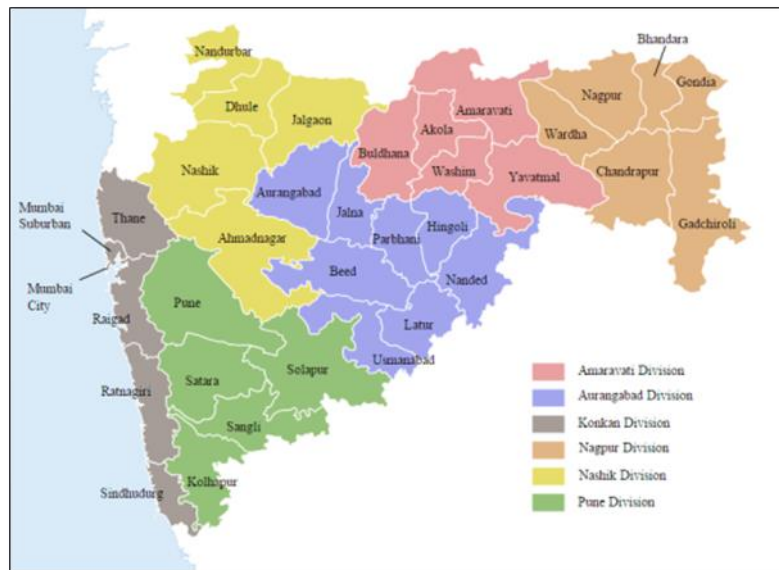 Nandurbar
Bhandara
Dhule
Jalgaon
Amaravati
Nagpur
Gondia
Akola
Buldhana
Wardha
Nashik
Washim
Yavatmal
Chandrapur
Aurangabad
Jalna
Thane
Mumbai
Suburban
Ahmadnagar
Parbhani
Hingoli
Gadchiroli
Mumbai
City
Pune
Beed
Nanded
Raigad
Latur
Usmanabad
Ratnagiri
Satara
Solapur
Sangli
Sindhudurg
Kolhapur
Amaravati Division
Aurangabad Division
Konkan Division
Nagpur Division
Nashik Division
Pune Division